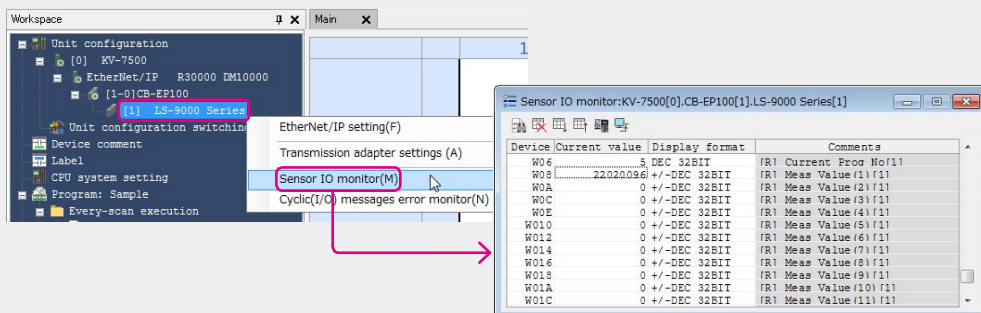 Workspace
Main
Unit configuration
[0] KV-7500
EtherNet/IP R30000 DM10000
[1-0]CB-EP100
[1] LS-9000 Series
Unit configuration switching
Device comment
Label
CPU system setting
Program: Sample
Every-scan execution
1
EtherNet/IP setting(F)
Transmission adapter settings (A)
Sensor IO monitor(M)
Cyclic(I/O) messages error monitor(N)
Sensor IO monitor:KV-7500[0].CB-EP100[1].LS-9000 Series[1]
Device Current value Display format Comments
W06 5 DEC 32BIT [R] Current Prog No[1]
W08 22020096 +/-DEC 32BIT [R] Meas Value(1)[1]
W0A 0 +/-DEC 32BIT [R] Meas Value(2)[1]
W0C 0 +/-DEC 32BIT [R] Meas Value(3)[1]
W0E 0 +/-DEC 32BIT [R] Meas Value(4)[1]
W010 0 +/-DEC 32BIT [R] Meas Value(5)[1]
W012 0 +/-DEC 32BIT [R] Meas Value(6)[1]
W014 0 +/-DEC 32BIT [R] Meas Value(7)[1]
W016 0 +/-DEC 32BIT [R] Meas Value(8)[1]
W018 0 +/-DEC 32BIT [R] Meas Value(9)[1]
W01A 0 +/-DEC 32BIT [R] Meas Value(10)[1]
W01C 0 +/-DEC 32BIT [R] Meas Value(11)[1]